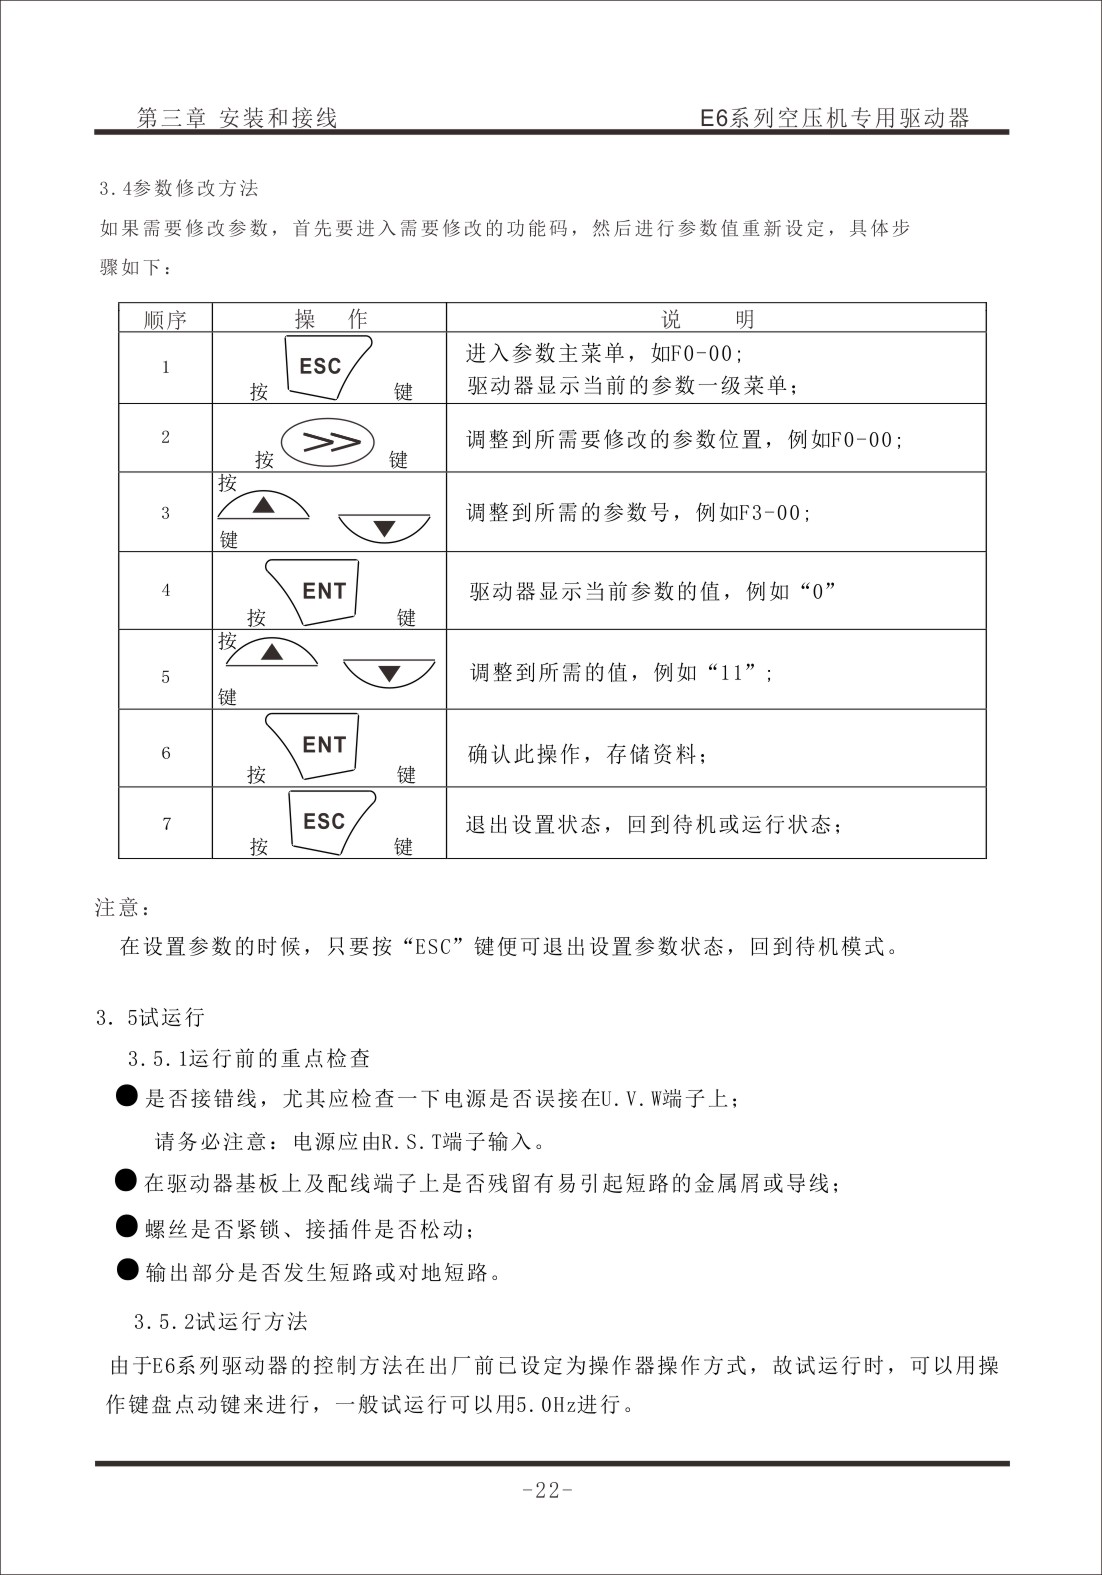 第三章 安装和接线 E6系列空压机专用驱动器
3.4参数修改方法
如果需要修改参数，首先要进入需要修改的功能码，然后进行参数值重新设定，具体步
骤如下：
顺序 操 作 说 明
1 按 ESC 键 进入参数主菜单，如F0-00;
驱动器显示当前的参数一级菜单；
2 按 >> 键 调整到所需要修改的参数位置，例如F0-00;
3 按 ▲ ▼ 键 调整到所需的参数号，例如F3-00;
4 按 ENT 键 驱动器显示当前参数的值，例如“0”
5 按 ▲ ▼ 键 调整到所需的值，例如“11”;
6 按 ENT 键 确认此操作，存储资料；
7 按 ESC 键 退出设置状态，回到待机或运行状态；
注意：
在设置参数的时候，只要按“ESC”键便可退出设置参数状态，回到待机模式。
3. 5试运行
3.5.1运行前的重点检查
●是否接错线，尤其应检查一下电源是否误接在U.V.W端子上；
请务必注意：电源应由R.S.T端子输入。
●在驱动器基板上及配线端子上是否残留有易引起短路的金属屑或导线；
●螺丝是否紧锁、接插件是否松动；
●输出部分是否发生短路或对地短路。
3.5.2试运行方法
由于E6系列驱动器的控制方法在出厂前已设定为操作器操作方式，故试运行时，可以用操
作键盘点动键来进行，一般试运行可以用5.0Hz进行。
-22-